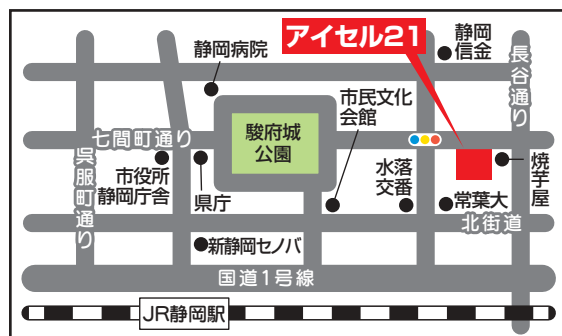 アイセル21
静岡
信金
長谷通り
静岡病院
市民文化
会館
七間町通り
駿府城
公園
呉服町通り
市役所
静岡庁舎
県庁
水落
交番
焼芋屋
常葉大
北街道
新静岡セノバ
国道1号線
JR静岡駅